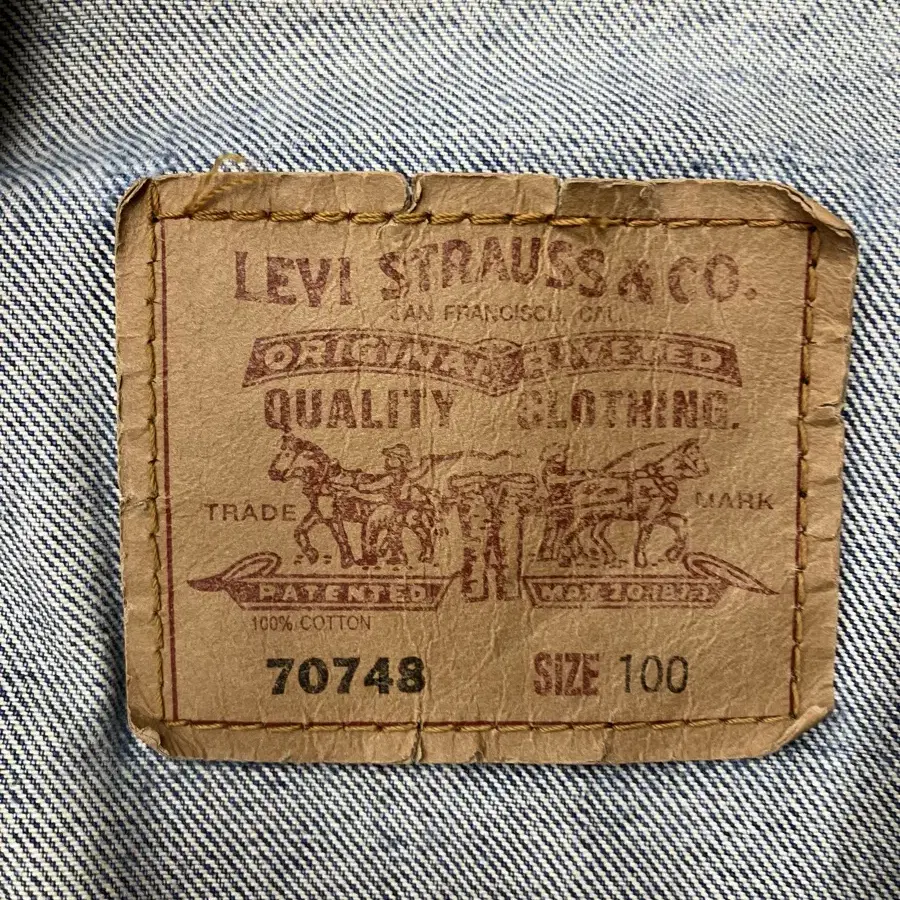 LEVI STRAUSS & CO.
SAN FRANCISCO, CAL.
ORIGINAL RIVETED
QUALITY CLOTHING.
TRADE MARK
PATENTED MAY 20 1873
100% COTTON
70748 SIZE 100